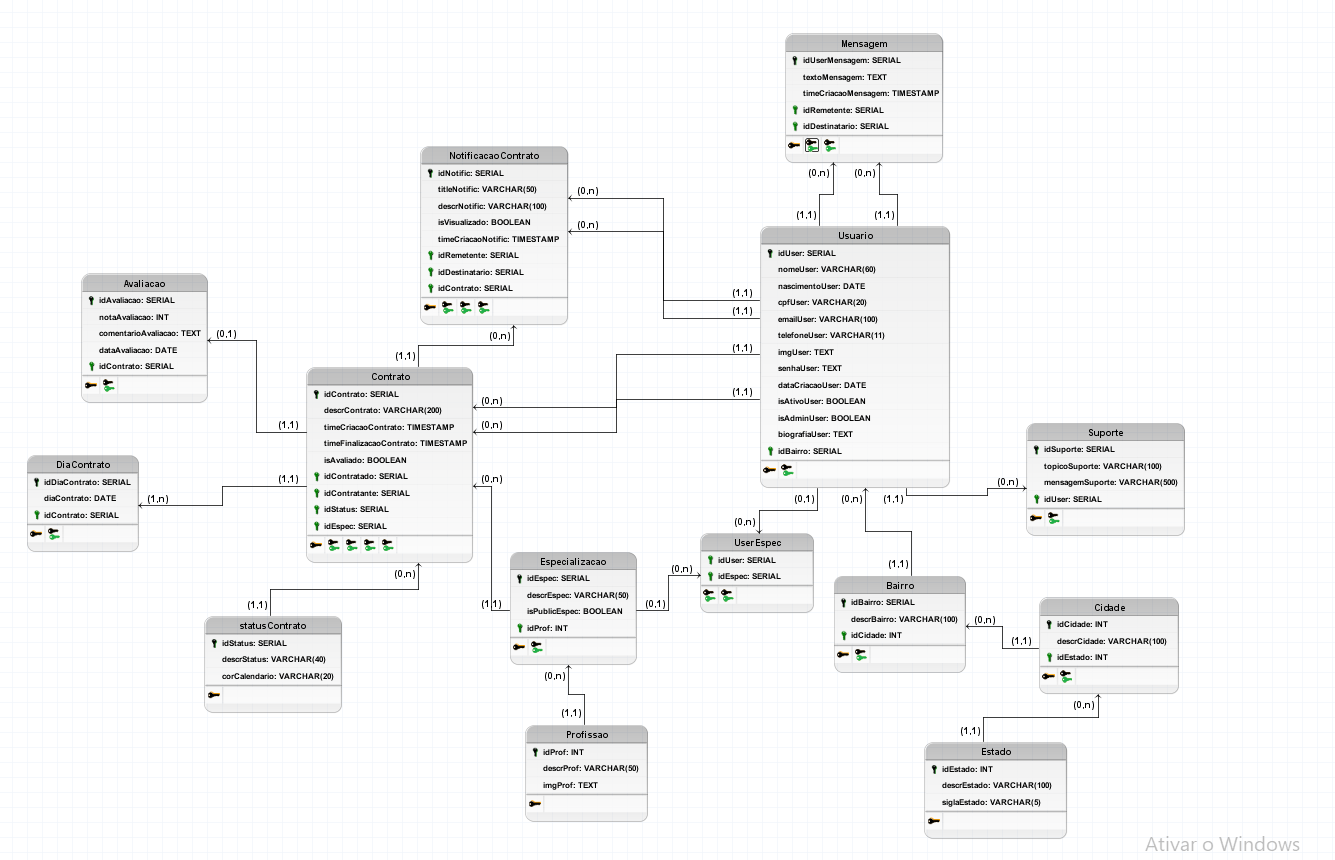 Mensagem
idUserMensagem: SERIAL
textoMensagem: TEXT
timeCriacaoMensagem: TIMESTAMP
idRemetente: SERIAL
idDestinatario: SERIAL
(0,n)
(0,n)
(1,1)
(1,1)
NotificacaoContrato
idNotific: SERIAL
titleNotific: VARCHAR(50)
descrNotific: VARCHAR(100)
isVisualizado: BOOLEAN
timeCriacaoNotific: TIMESTAMP
idRemetente: SERIAL
idDestinatario: SERIAL
idContrato: SERIAL
(0,n)
(0,n)
(0,n)
(1,1)
Usuario
idUser: SERIAL
nomeUser: VARCHAR(60)
nascimentoUser: DATE
cpfUser: VARCHAR(20)
emailUser: VARCHAR(100)
telefoneUser: VARCHAR(11)
imgUser: TEXT
senhaUser: TEXT
dataCriacaoUser: DATE
isAtivoUser: BOOLEAN
isAdminUser: BOOLEAN
biografiaUser: TEXT
idBairro: SERIAL
(1,1)
(1,1)
(1,1)
(1,1)
(0,1)
(0,n)
(1,1)
Avaliacao
idAvaliacao: SERIAL
notaAvaliacao: INT
comentarioAvaliacao: TEXT
dataAvaliacao: DATE
idContrato: SERIAL
(0,1)
(1,1)
Contrato
idContrato: SERIAL
descrContrato: VARCHAR(200)
timeCriacaoContrato: TIMESTAMP
timeFinalizacaoContrato: TIMESTAMP
isAvaliado: BOOLEAN
idContratado: SERIAL
idContratante: SERIAL
idStatus: SERIAL
idEspec: SERIAL
(0,n)
(0,n)
(0,n)
(0,n)
DiaContrato
idDiaContrato: SERIAL
diaContrato: DATE
idContrato: SERIAL
(1,n)
(1,1)
Suporte
idSuporte: SERIAL
topicoSuporte: VARCHAR(100)
mensagemSuporte: VARCHAR(500)
idUser: SERIAL
(0,n)
UserEspec
idUser: SERIAL
idEspec: SERIAL
(0,n)
(0,n)
Especializacao
idEspec: SERIAL
descrEspec: VARCHAR(50)
isPublicEspec: BOOLEAN
idProf: INT
(1,1)
(0,1)
(0,n)
Bairro
idBairro: SERIAL
descrBairro: VARCHAR(100)
idCidade: INT
(1,1)
(0,n)
Cidade
idCidade: INT
descrCidade: VARCHAR(100)
idEstado: INT
(1,1)
(0,n)
statusContrato
idStatus: SERIAL
descrStatus: VARCHAR(40)
corCalendario: VARCHAR(20)
(1,1)
Profissao
idProf: INT
descrProf: VARCHAR(50)
imgProf: TEXT
(1,1)
Estado
idEstado: INT
descrEstado: VARCHAR(100)
siglaEstado: VARCHAR(5)
(1,1)
Ativar o Windows